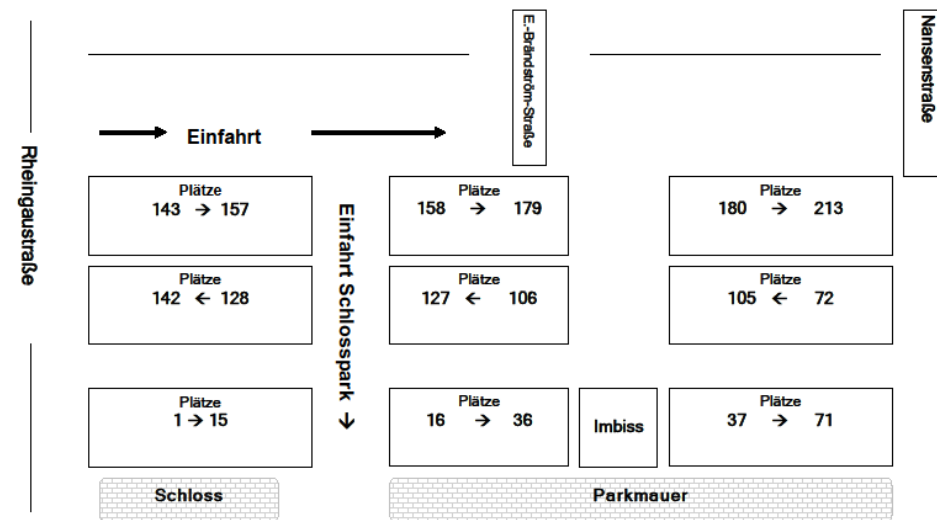 E.-Brändström-Straße
Nansenstraße
Einfahrt
Rheingaustraße
Plätze
143 → 157
Einfahrt Schlosspark →
Plätze
158 → 179
Plätze
180 → 213
Plätze
142 ← 128
Plätze
127 ← 106
Plätze
105 ← 72
Plätze
1 → 15
Plätze
16 → 36
Imbiss
Plätze
37 → 71
Schloss
Parkmauer